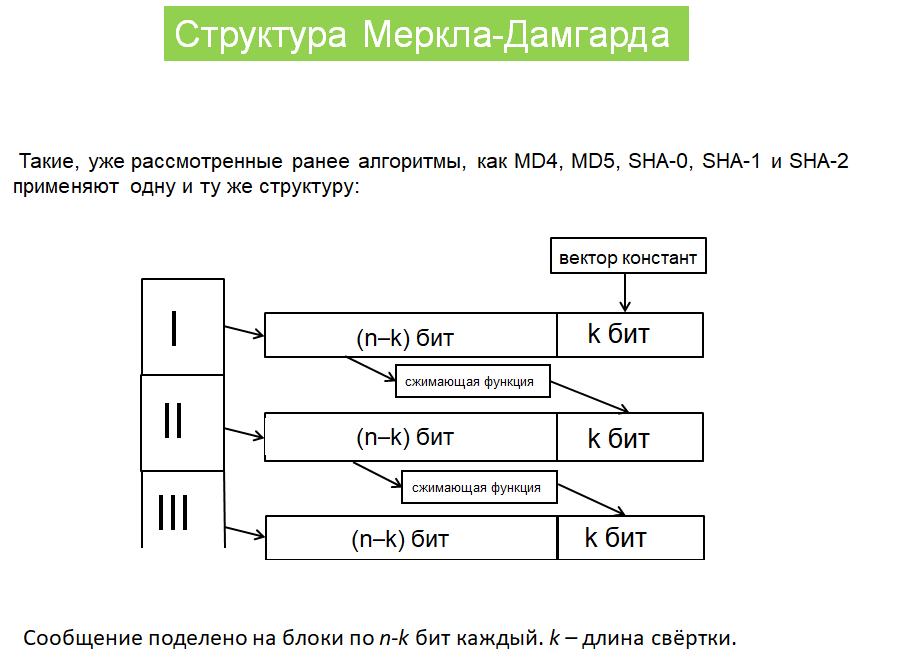 Структура Меркла-Дамгарда
Такие, уже рассмотренные ранее алгоритмы, как MD4, MD5, SHA-0, SHA-1 и SHA-2
применяют одну и ту же структуру:
вектор констант
I
(n–k) бит
k бит
сжимающая функция
II
(n–k) бит
k бит
сжимающая функция
III
(n–k) бит
k бит
Сообщение поделено на блоки по n-k бит каждый. k – длина свёртки.